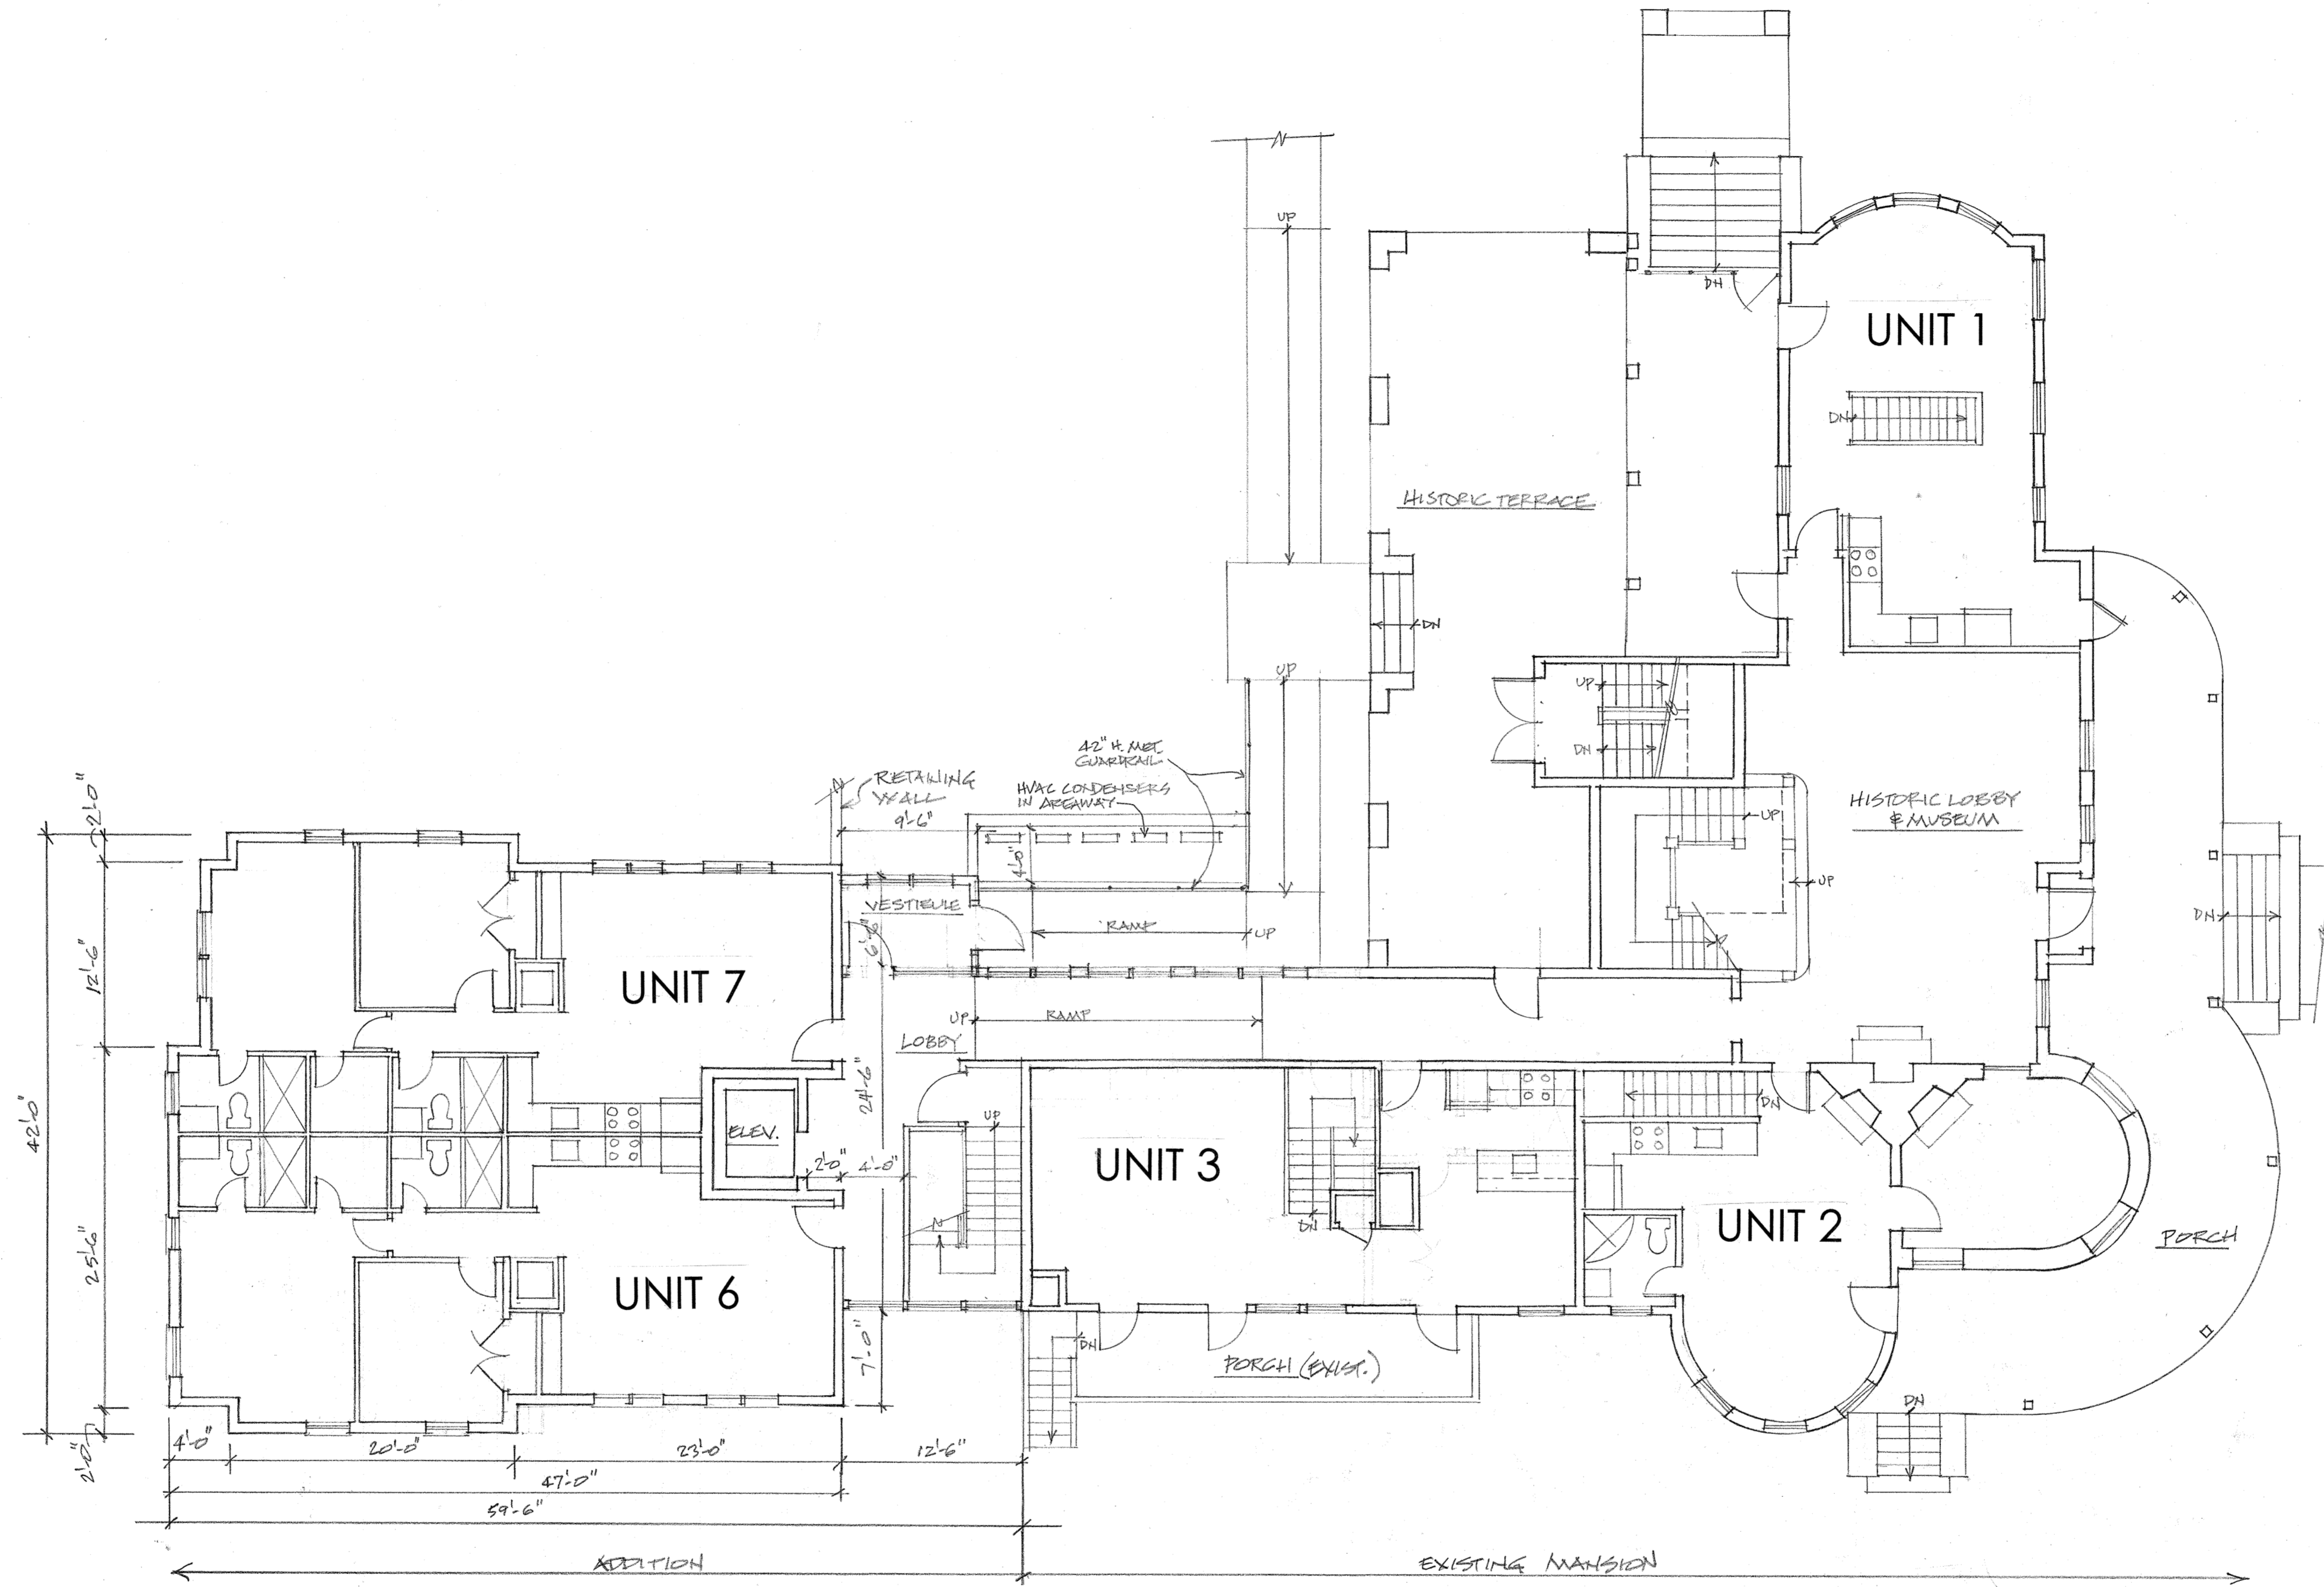 UP
DN
UNIT 1
DN
HISTORIC TERRACE
DN
UP
UP
DN
42" H. MET.
GUARDRAIL
HVAC CONDENSERS
IN AREAWAY
RETAINING
WALL
9'-6"
4'-0"
HISTORIC LOBBY
& MUSEUM
UP
UP
2'-0"
VESTIBULE
6'-6"
RAMP
UP
DN
12'-6"
UNIT 7
UP
RAMP
LOBBY
24'-6"
42'-0"
ELEV.
UP
2'-0"
4'-0"
DN
UNIT 3
UNIT 2
DN
PORCH
25'-6"
UNIT 6
7'-0"
DN
PORCH (EXIST.)
DN
2'-0"
4'-0"
20'-0"
23'-0"
12'-6"
47'-0"
59'-6"
ADDITION
EXISTING MANSION